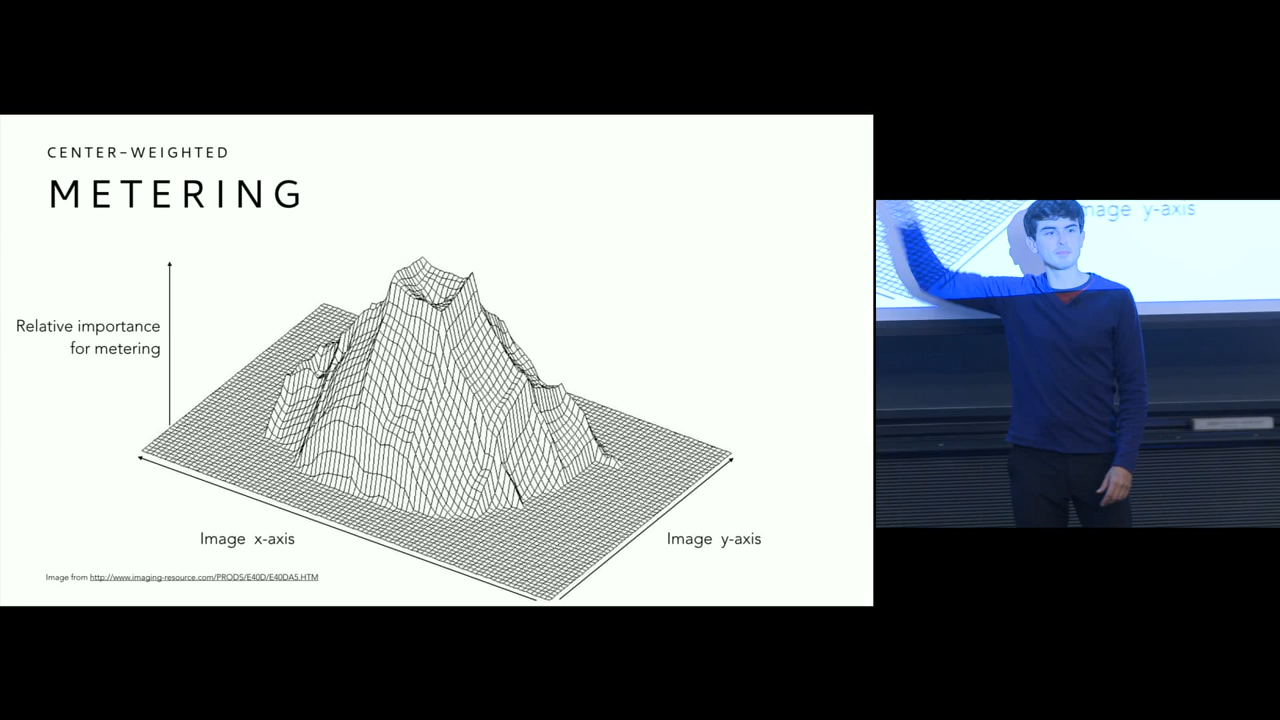 CENTER-WEIGHTED
METERING
Relative importance
for metering
Image x-axis
Image y-axis
Image from http://www.imaging-resource.com/PRODS/E40D/E40DA5.HTM
mage y-axis